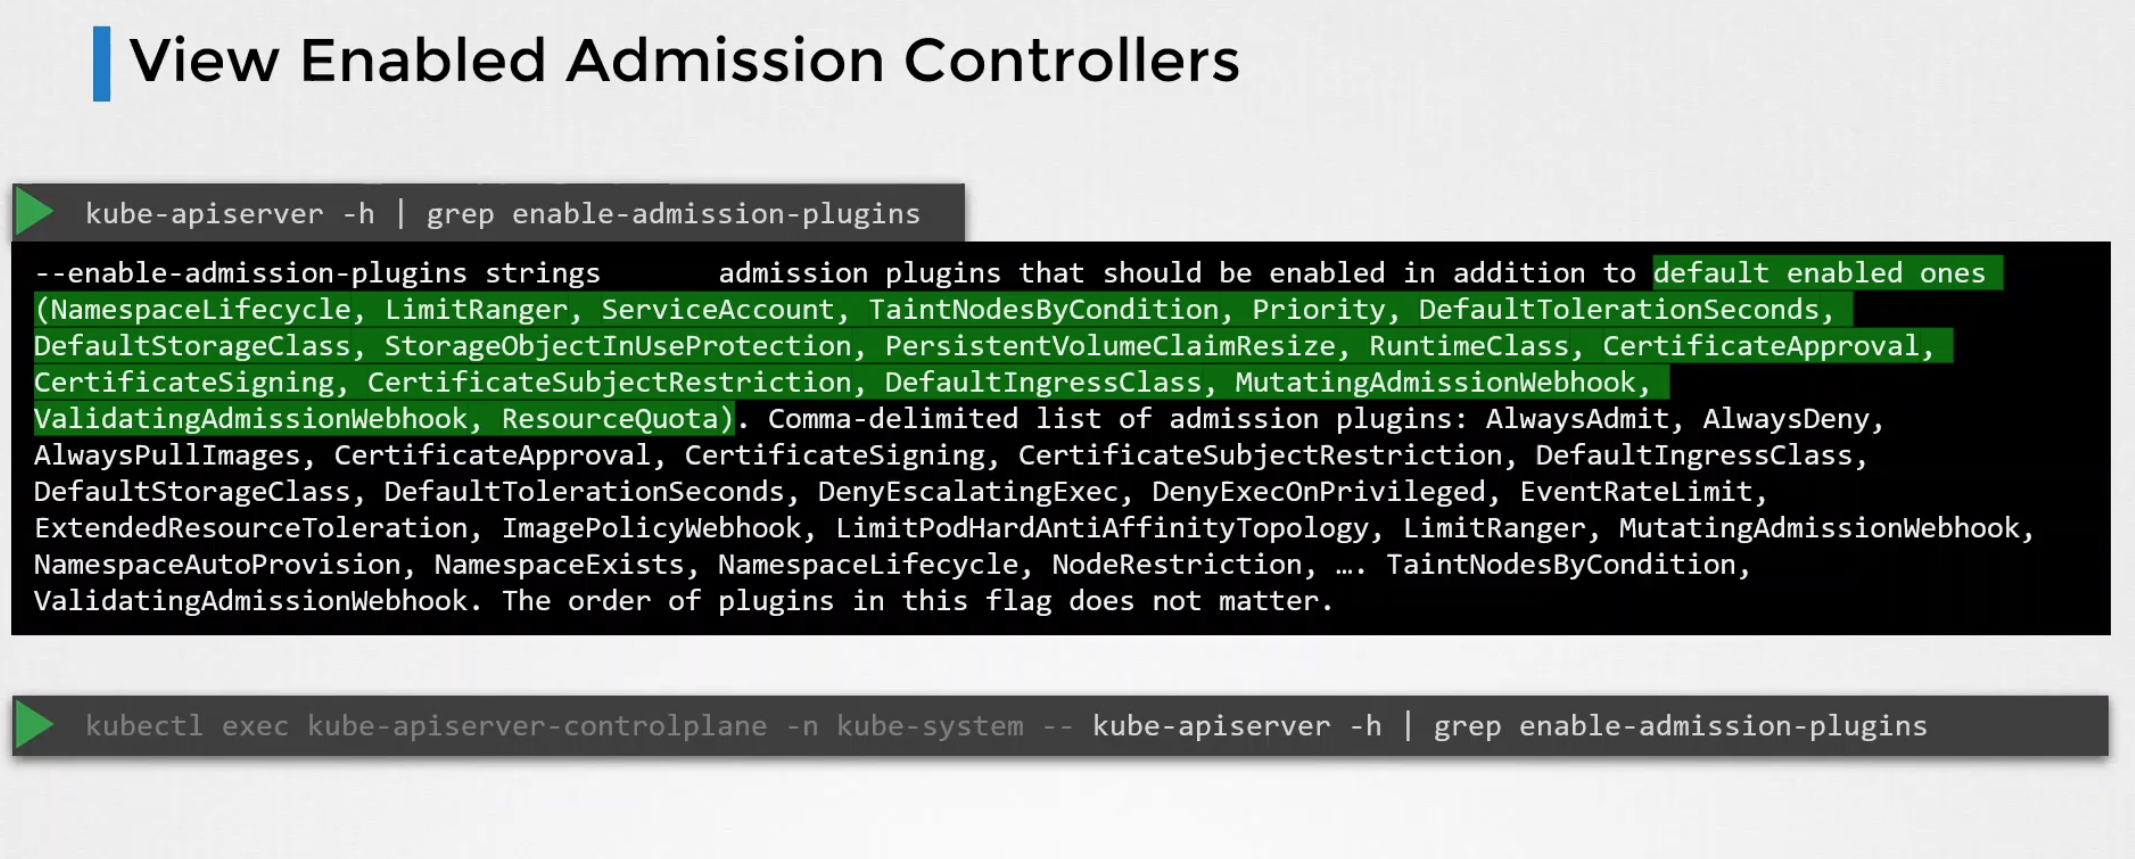 View Enabled Admission Controllers
kube-apiserver -h | grep enable-admission-plugins
--enable-admission-plugins strings       admission plugins that should be enabled in addition to default enabled ones
(NamespaceLifecycle, LimitRanger, ServiceAccount, TaintNodesByCondition, Priority, DefaultTolerationSeconds,
DefaultStorageClass, StorageObjectInUseProtection, PersistentVolumeClaimResize, RuntimeClass, CertificateApproval,
CertificateSigning, CertificateSubjectRestriction, DefaultIngressClass, MutatingAdmissionWebhook,
ValidatingAdmissionWebhook, ResourceQuota). Comma-delimited list of admission plugins: AlwaysAdmit, AlwaysDeny,
AlwaysPullImages, CertificateApproval, CertificateSigning, CertificateSubjectRestriction, DefaultIngressClass,
DefaultStorageClass, DefaultTolerationSeconds, DenyEscalatingExec, DenyExecOnPrivileged, EventRateLimit,
ExtendedResourceToleration, ImagePolicyWebhook, LimitPodHardAntiAffinityTopology, LimitRanger, MutatingAdmissionWebhook,
NamespaceAutoProvision, NamespaceExists, NamespaceLifecycle, NodeRestriction, …. TaintNodesByCondition,
ValidatingAdmissionWebhook. The order of plugins in this flag does not matter.
kubectl exec kube-apiserver-controlplane -n kube-system -- kube-apiserver -h | grep enable-admission-plugins